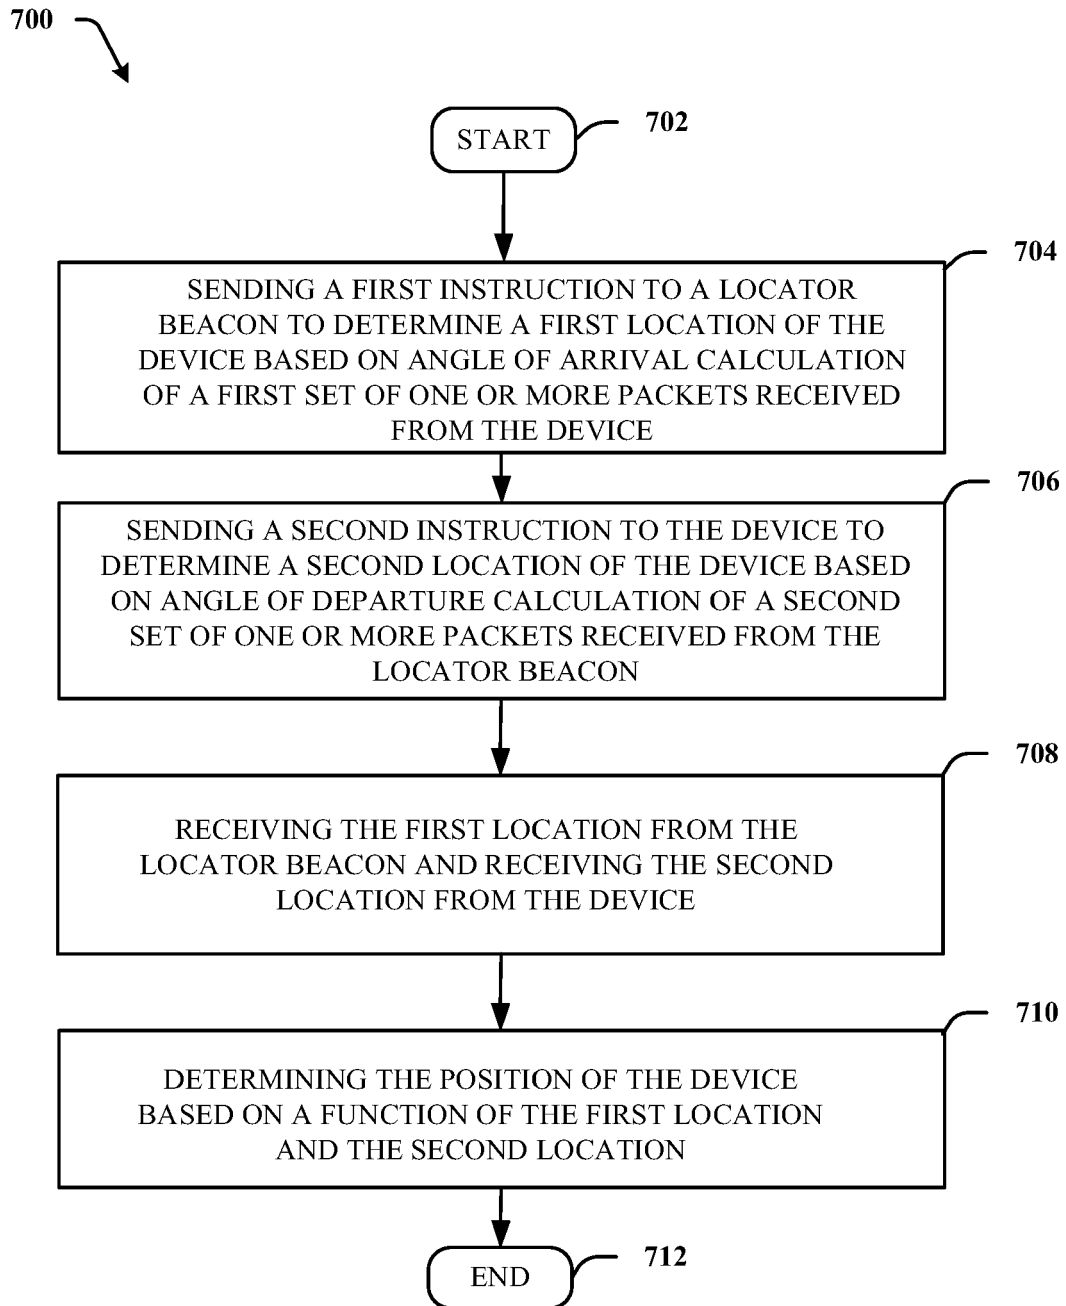 700
START
702
704
SENDING A FIRST INSTRUCTION TO A LOCATOR
BEACON TO DETERMINE A FIRST LOCATION OF THE
DEVICE BASED ON ANGLE OF ARRIVAL CALCULATION
OF A FIRST SET OF ONE OR MORE PACKETS RECEIVED
FROM THE DEVICE
706
SENDING A SECOND INSTRUCTION TO THE DEVICE TO
DETERMINE A SECOND LOCATION OF THE DEVICE BASED
ON ANGLE OF DEPARTURE CALCULATION OF A SECOND
SET OF ONE OR MORE PACKETS RECEIVED FROM THE
LOCATOR BEACON
708
RECEIVING THE FIRST LOCATION FROM THE
LOCATOR BEACON AND RECEIVING THE SECOND
LOCATION FROM THE DEVICE
710
DETERMINING THE POSITION OF THE DEVICE
BASED ON A FUNCTION OF THE FIRST LOCATION
AND THE SECOND LOCATION
END
712